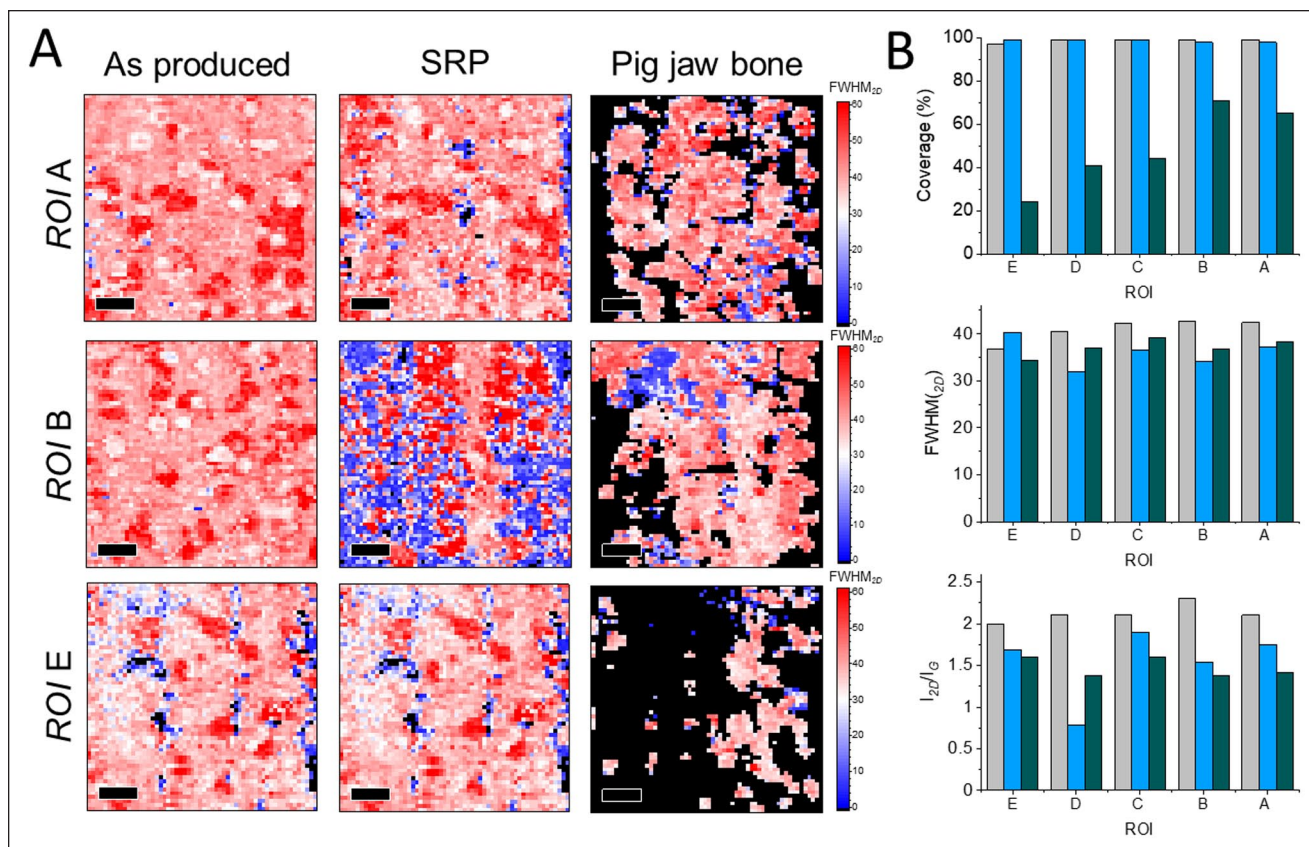 A
As produced
SRP
Pig jaw bone
FWHM2D
60
50
40
30
20
10
0
ROI A
FWHM2D
60
50
40
30
20
10
0
ROI B
FWHM2D
60
50
40
30
20
10
0
ROI E
B
100
80
60
40
20
0
Coverage (%)
E D C B A
ROI
40
30
20
10
0
FWHM(2D)
E D C B A
ROI
2.5
2
1.5
1
0.5
0
I2D/IG
E D C B A
ROI